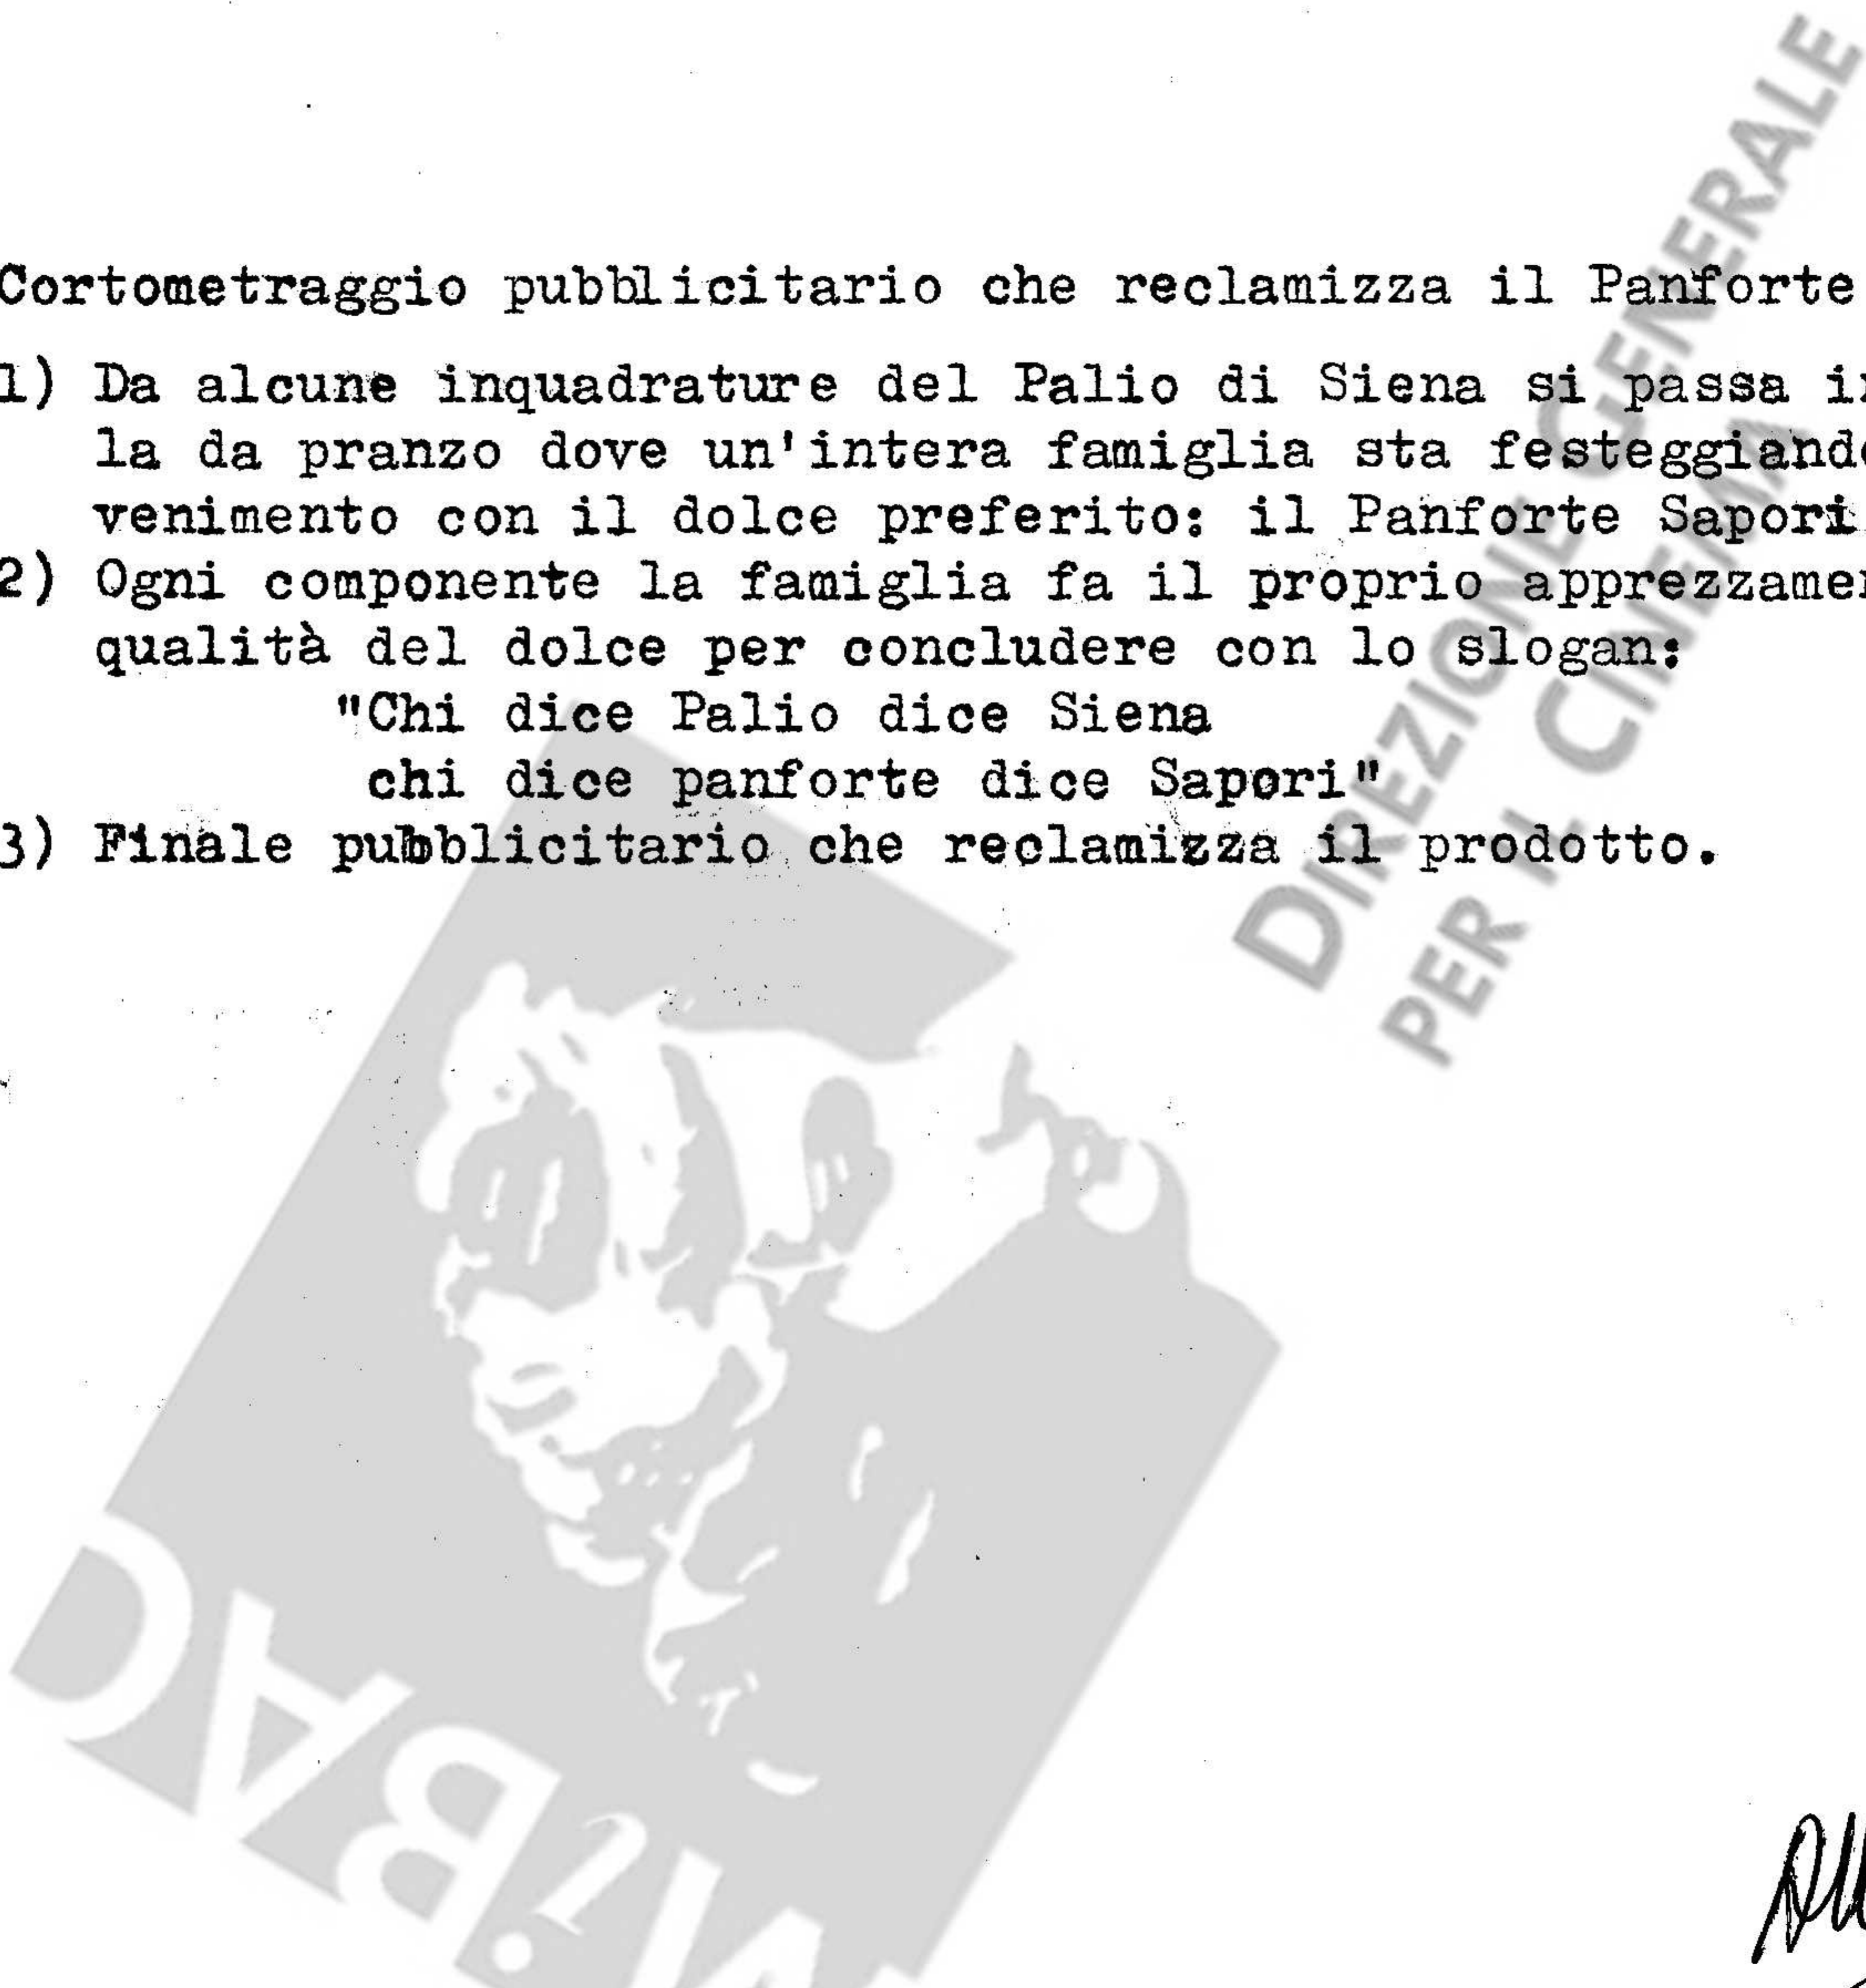 Cortometraggio pubblicitario che reclamizza il Panforte
1) Da alcune inquadrature del Palio di Siena si passa
la da pranzo dove un'intera famiglia sta festeggiand
venimento con il dolce preferito: il Panforte Sapori
2) Ogni componente la famiglia fa il proprio apprezzame
qualità del dolce per concludere con lo slogan:
"Chi dice Palio dice Siena
chi dice panforte dice Sapori"
3) Finale pubblicitario che reclamizza il prodotto.
DIREZIONE GENERALE
PER IL CINEMA
MiBAC